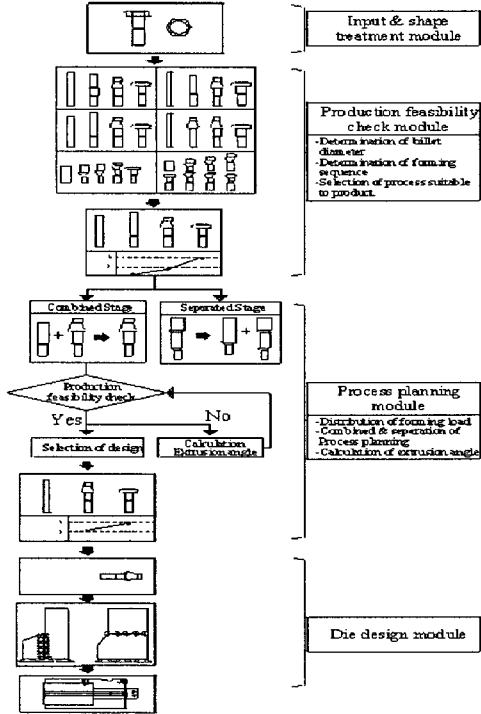 Input & shape
treatment module
Production feasibility
check module
-Determination of billet
diameter
-Determination of forming
sequence
-Selection of process suitable
to product.
Combined Stage
Separated Stage
Production
feasibility check
Yes
No
Selection of design
Calculation
Extrusion angle
Process planning
module
-Distribution of forming load
-Combined & seperation of
Process planning
-Calculation of extrusion angle
Die design module